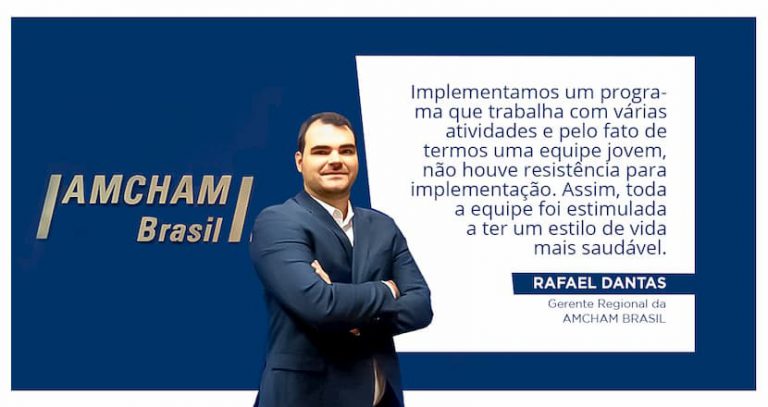 AMCHAM
Brasil
Implementamos um progra-
ma que trabalha com várias
atividades e pelo fato de
termos uma equipe jovem,
não houve resistência para
implementação. Assim, toda
a equipe foi estimulada
a ter um estilo de vida
mais saudável.
RAFAEL DANTAS
Gerente Regional da
AMCHAM BRASIL